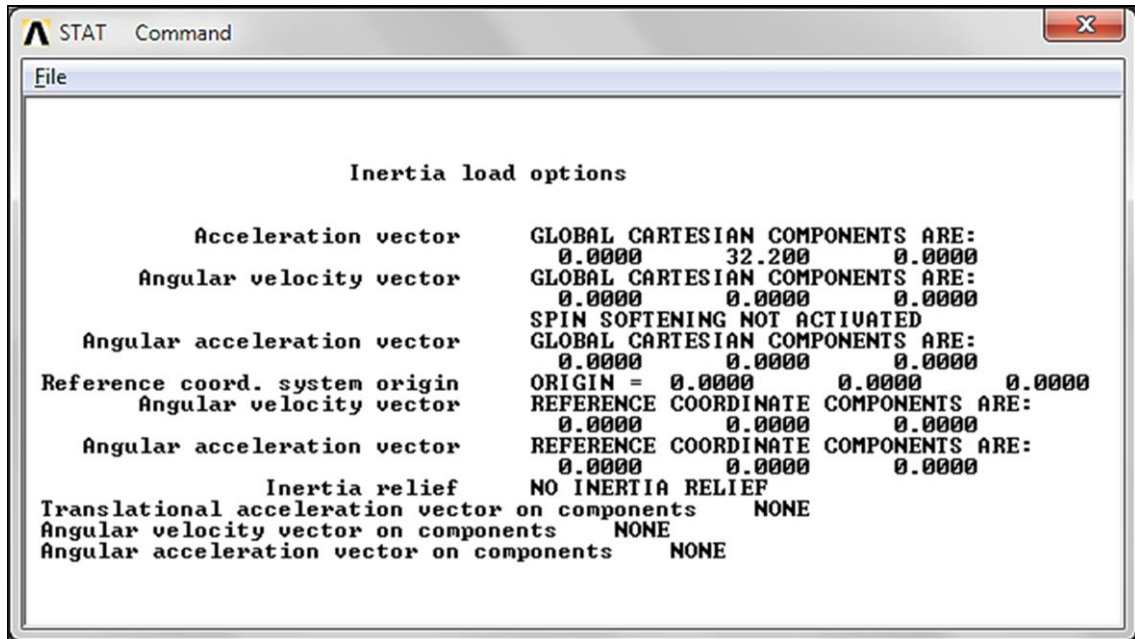 STAT Command
File
Inertia load options
Acceleration vector GLOBAL CARTESIAN COMPONENTS ARE:
0.0000 32.200 0.0000
Angular velocity vector GLOBAL CARTESIAN COMPONENTS ARE:
0.0000 0.0000 0.0000
SPIN SOFTENING NOT ACTIVATED
Angular acceleration vector GLOBAL CARTESIAN COMPONENTS ARE:
0.0000 0.0000 0.0000
Reference coord. system origin ORIGIN = 0.0000 0.0000 0.0000
Angular velocity vector REFERENCE COORDINATE COMPONENTS ARE:
0.0000 0.0000 0.0000
Angular acceleration vector REFERENCE COORDINATE COMPONENTS ARE:
0.0000 0.0000 0.0000
Inertia relief NO INERTIA RELIEF
Translational acceleration vector on components NONE
Angular velocity vector on components NONE
Angular acceleration vector on components NONE